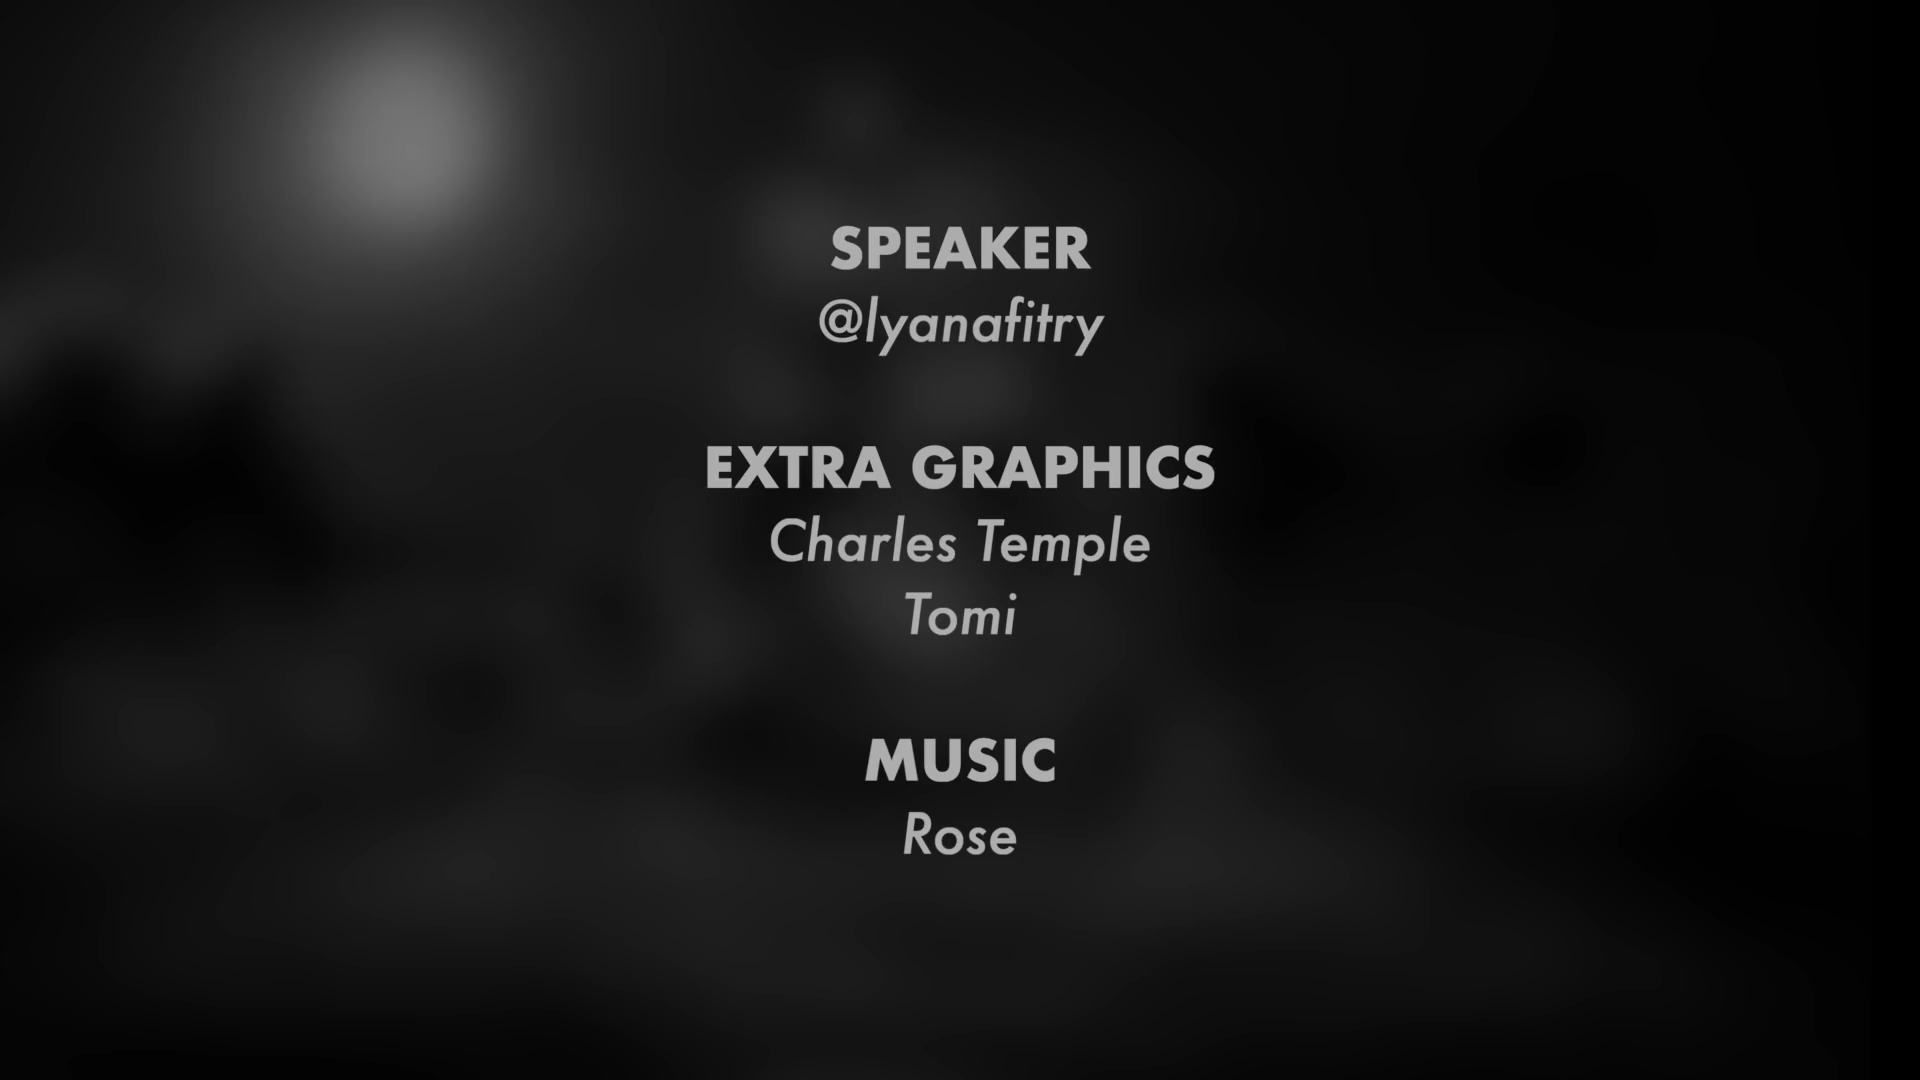 SPEAKER
@lyanafitry
EXTRA GRAPHICS
Charles Temple
Tomi
MUSIC
Rose